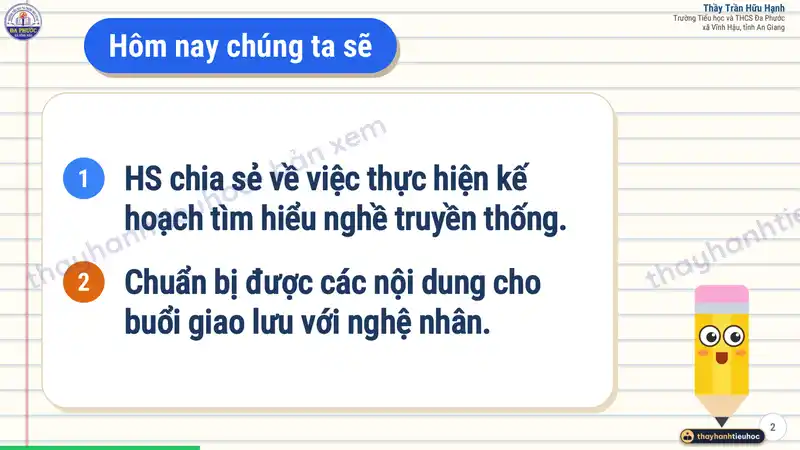 Thầy Trần Hữu Hạnh
Trường Tiểu học và THCS Đa Phước
xã Vĩnh Hậu, tỉnh An Giang
ĐA PHƯỚC
Hôm nay chúng ta sẽ
1 HS chia sẻ về việc thực hiện kế
hoạch tìm hiểu nghề truyền thống.
2 Chuẩn bị được các nội dung cho
buổi giao lưu với nghệ nhân.
thayhanhtieuhoc
2